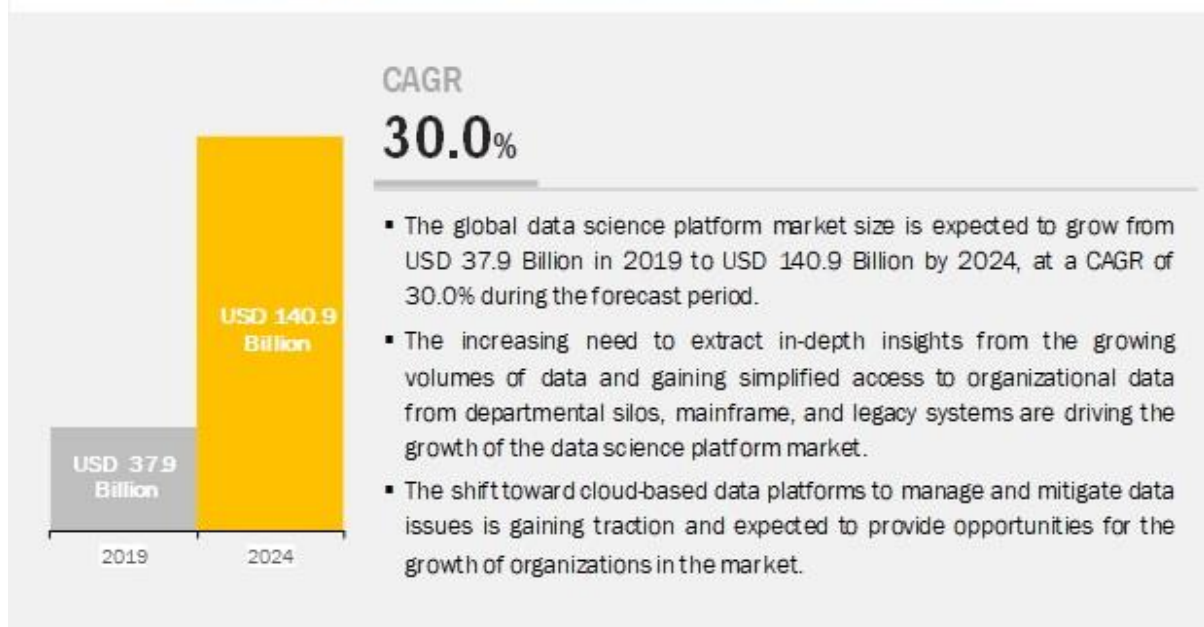 CAGR
30.0%
USD 140.9
Billion
USD 37.9
Billion
2019
2024
▪ The global data science platform market size is expected to grow from
USD 37.9 Billion in 2019 to USD 140.9 Billion by 2024, at a CAGR of
30.0% during the forecast period.
▪ The increasing need to extract in-depth insights from the growing
volumes of data and gaining simplified access to organizational data
from departmental silos, mainframe, and legacy systems are driving the
growth of the data science platform market.
▪ The shift toward cloud-based data platforms to manage and mitigate data
issues is gaining traction and expected to provide opportunities for the
growth of organizations in the market.